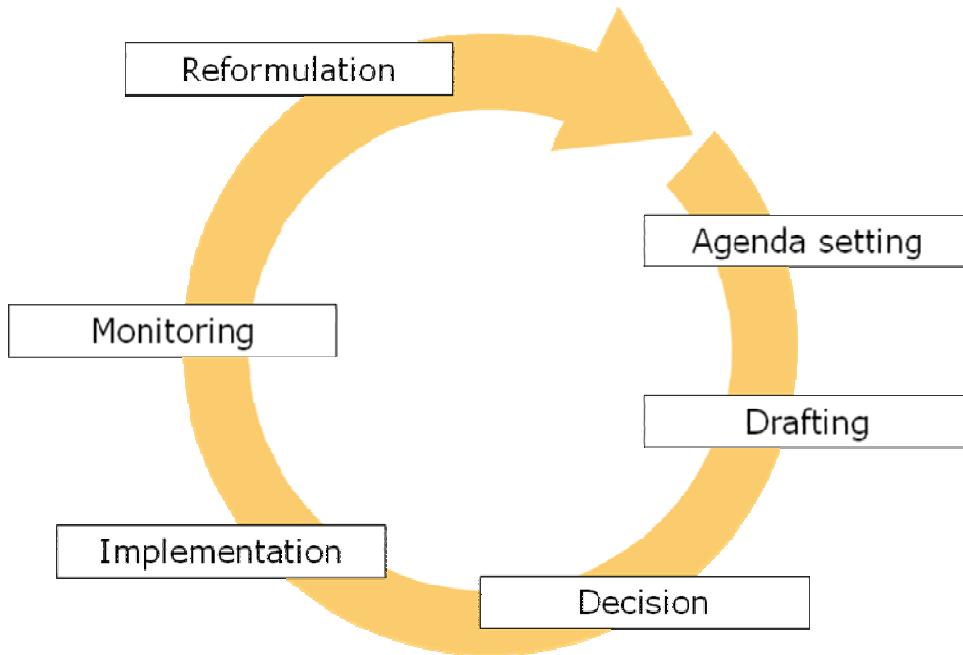 Reformulation
Agenda setting
Monitoring
Drafting
Implementation
Decision